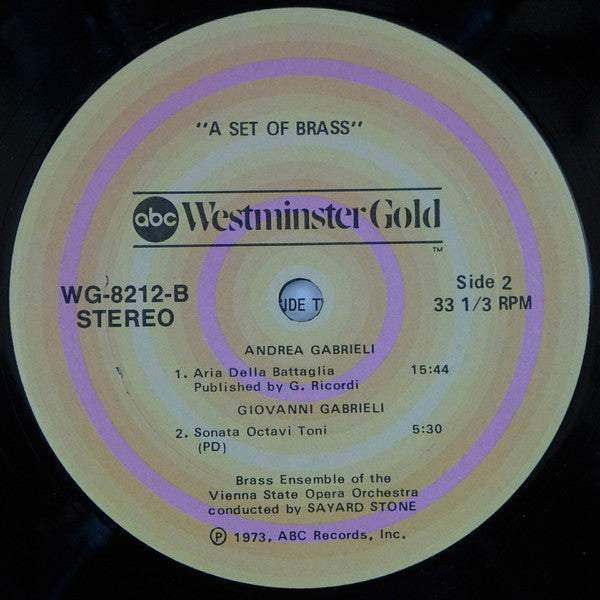 "A SET OF BRASS"
abc Westminster Gold
TM
WG-8212-B
STEREO
Side 2
33 1/3 RPM
IDE T
ANDREA GABRIELI
1. Aria Della Battaglia 15:44
Published by G. Ricordi
GIOVANNI GABRIELI
2. Sonata Octavi Toni 5:30
(PD)
Brass Ensemble of the
Vienna State Opera Orchestra
conducted by SAYARD STONE
Ⓟ 1973, ABC Records, Inc.